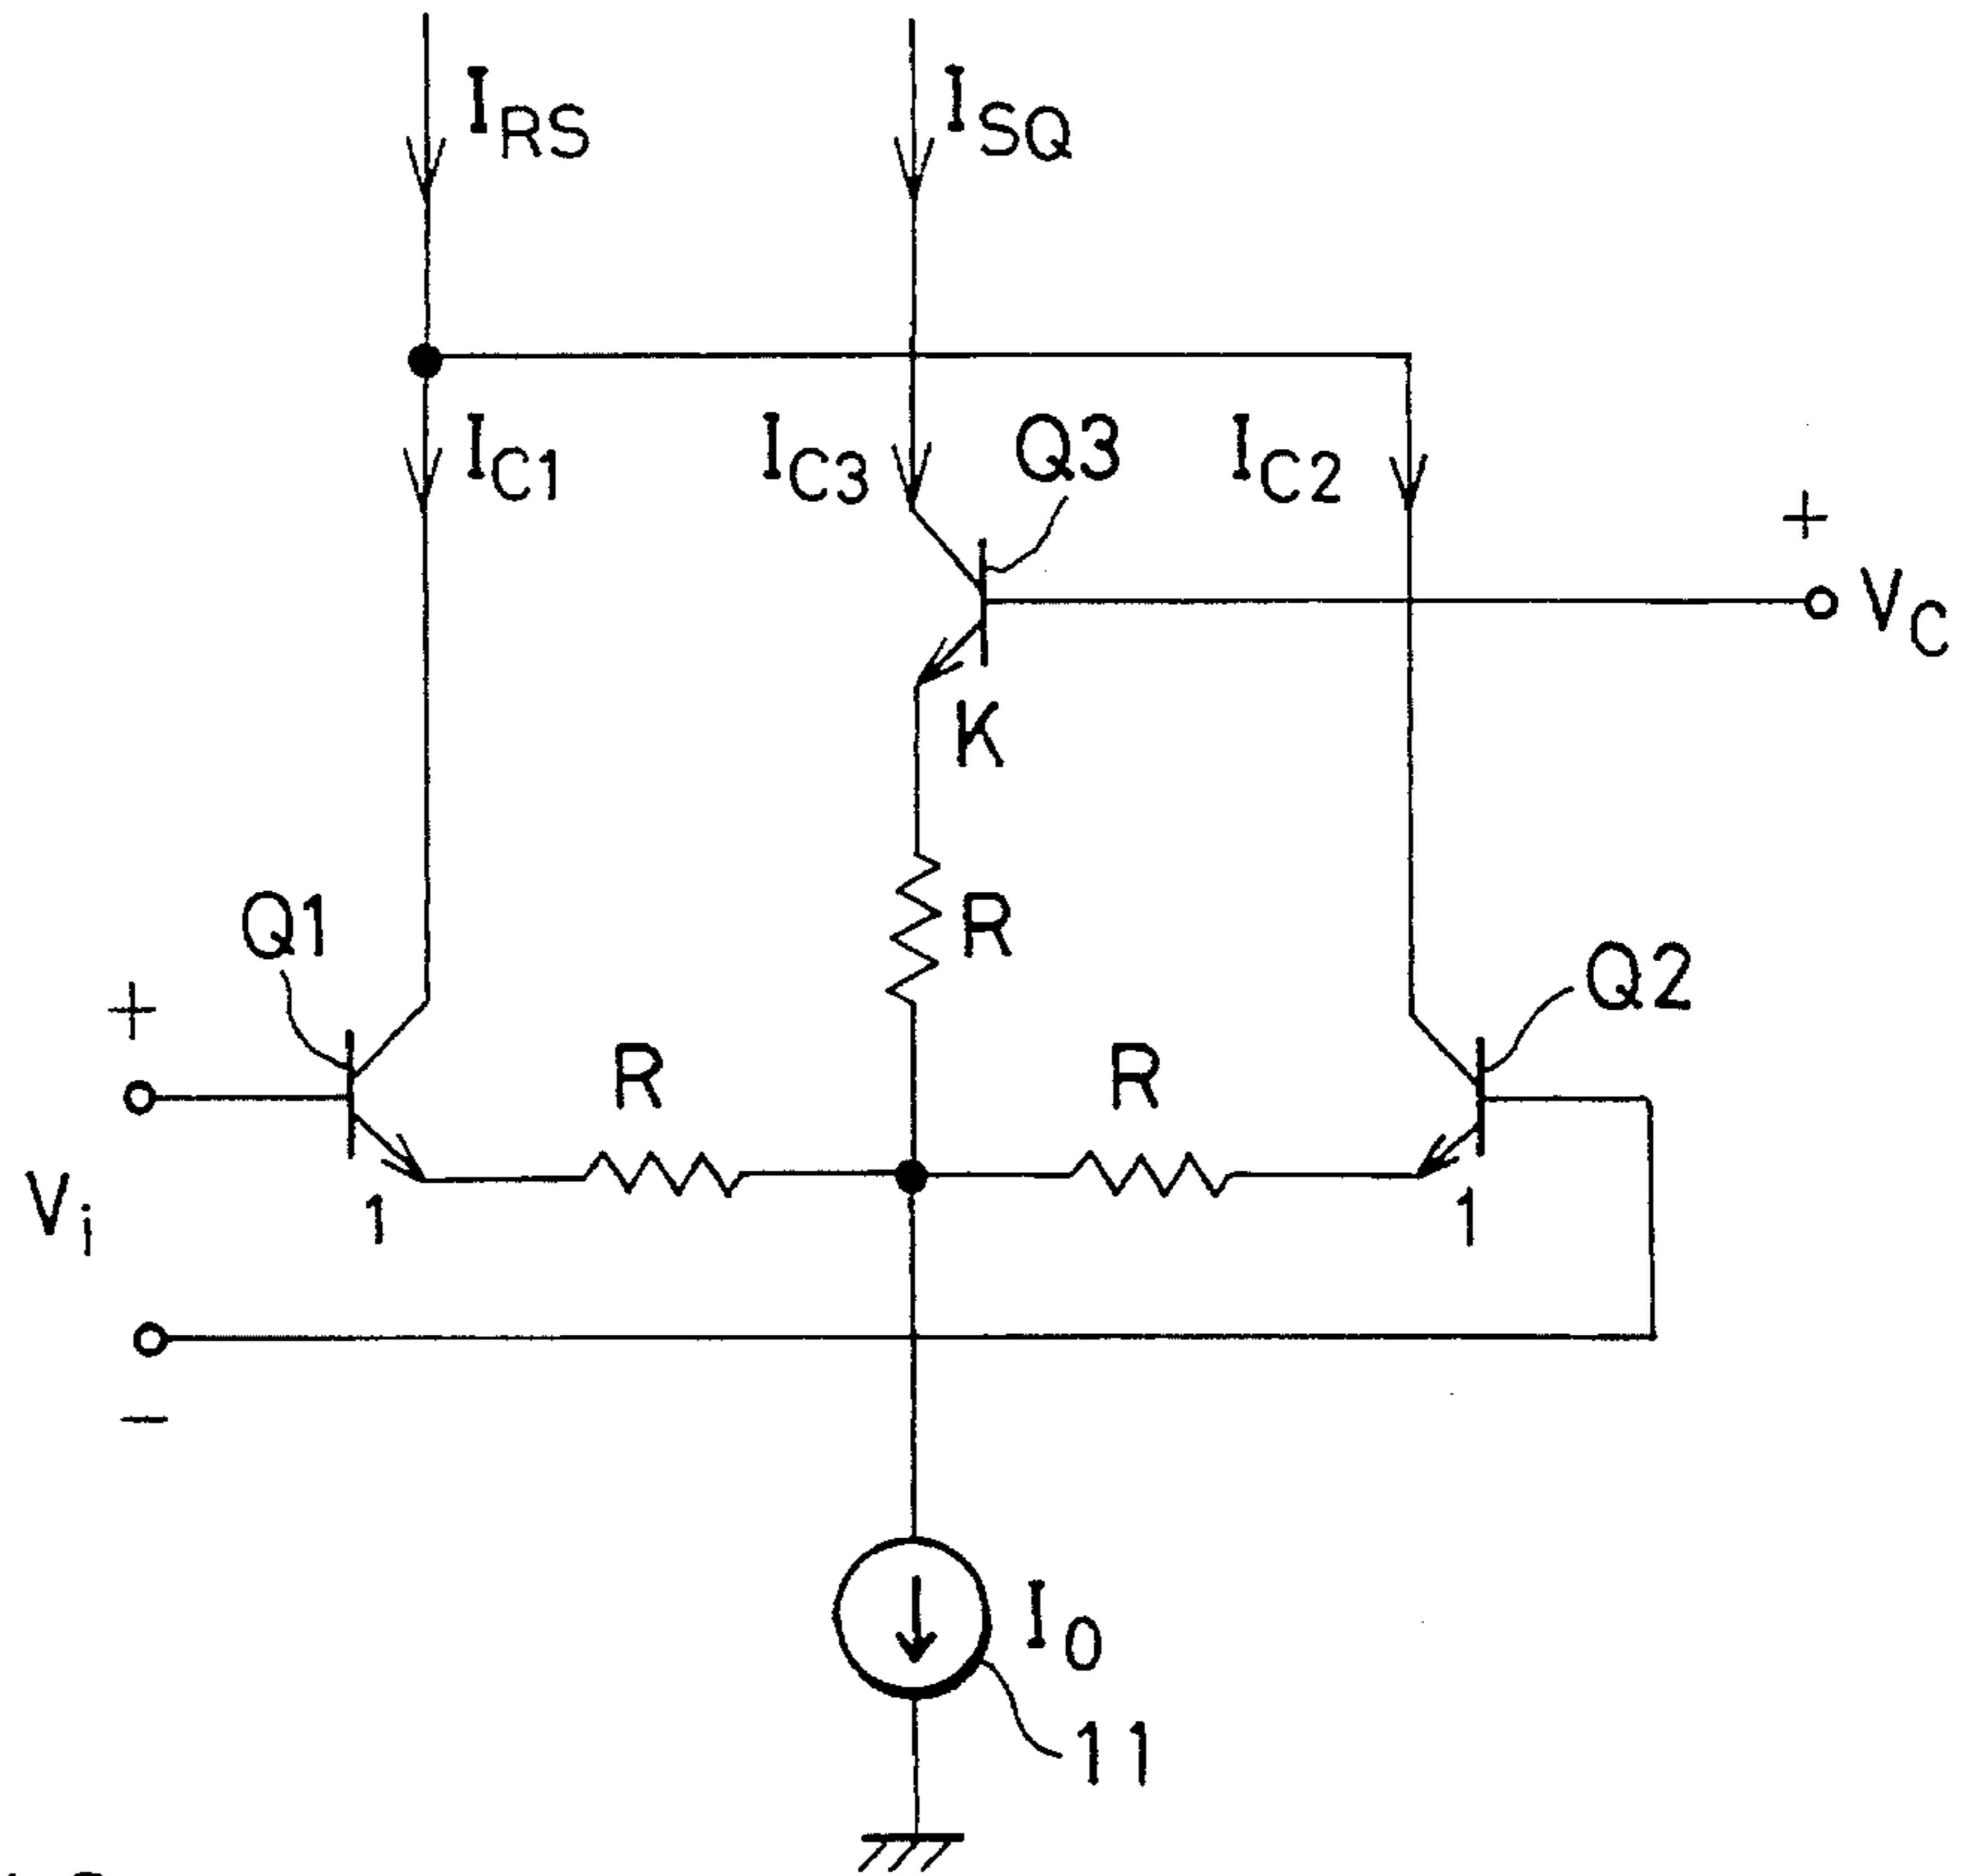 I_RS I_SQ
I_C1 I_C3 Q3 I_C2
+
V_C
K
Q1 R Q2
+ R R
V_i 1 1
−
I_0
11